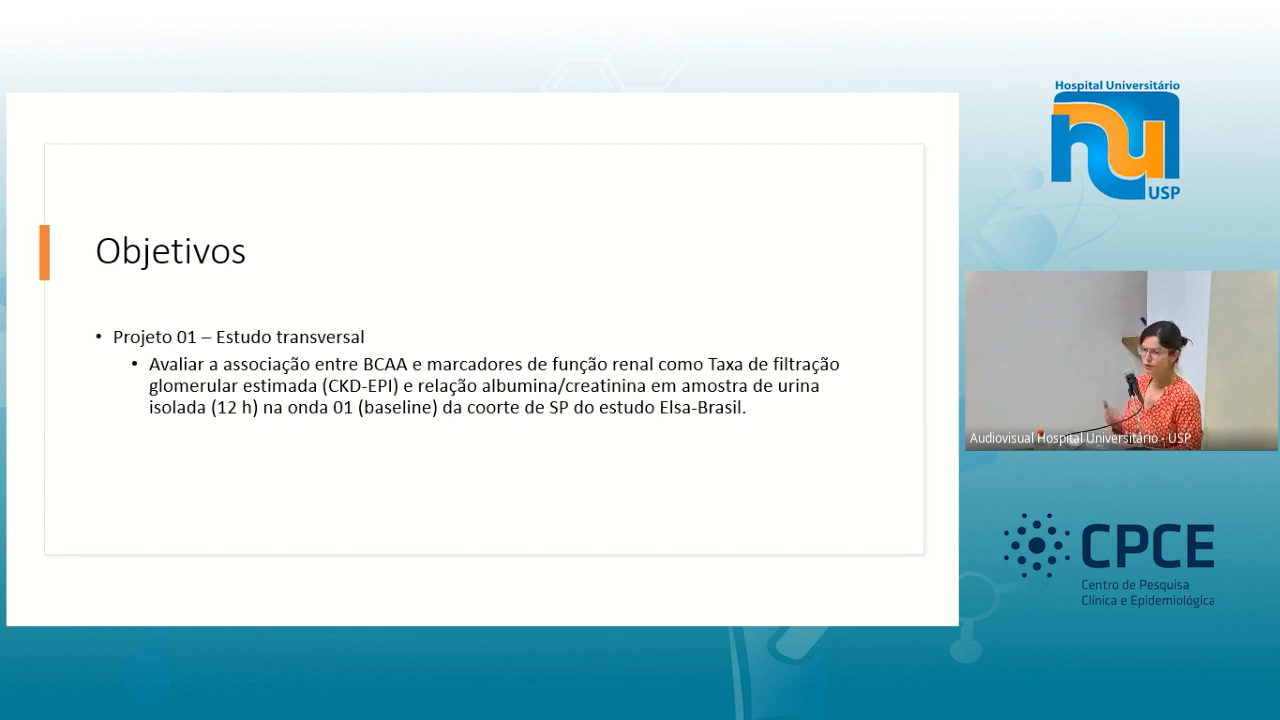 Hospital Universitário
hu
USP
Objetivos
• Projeto 01 – Estudo transversal
• Avaliar a associação entre BCAA e marcadores de função renal como Taxa de filtração
glomerular estimada (CKD-EPI) e relação albumina/creatinina em amostra de urina
isolada (12 h) na onda 01 (baseline) da coorte de SP do estudo Elsa-Brasil.
Audiovisual Hospital Universitário - USP
CPCE
Centro de Pesquisa
Clínica e Epidemiológica